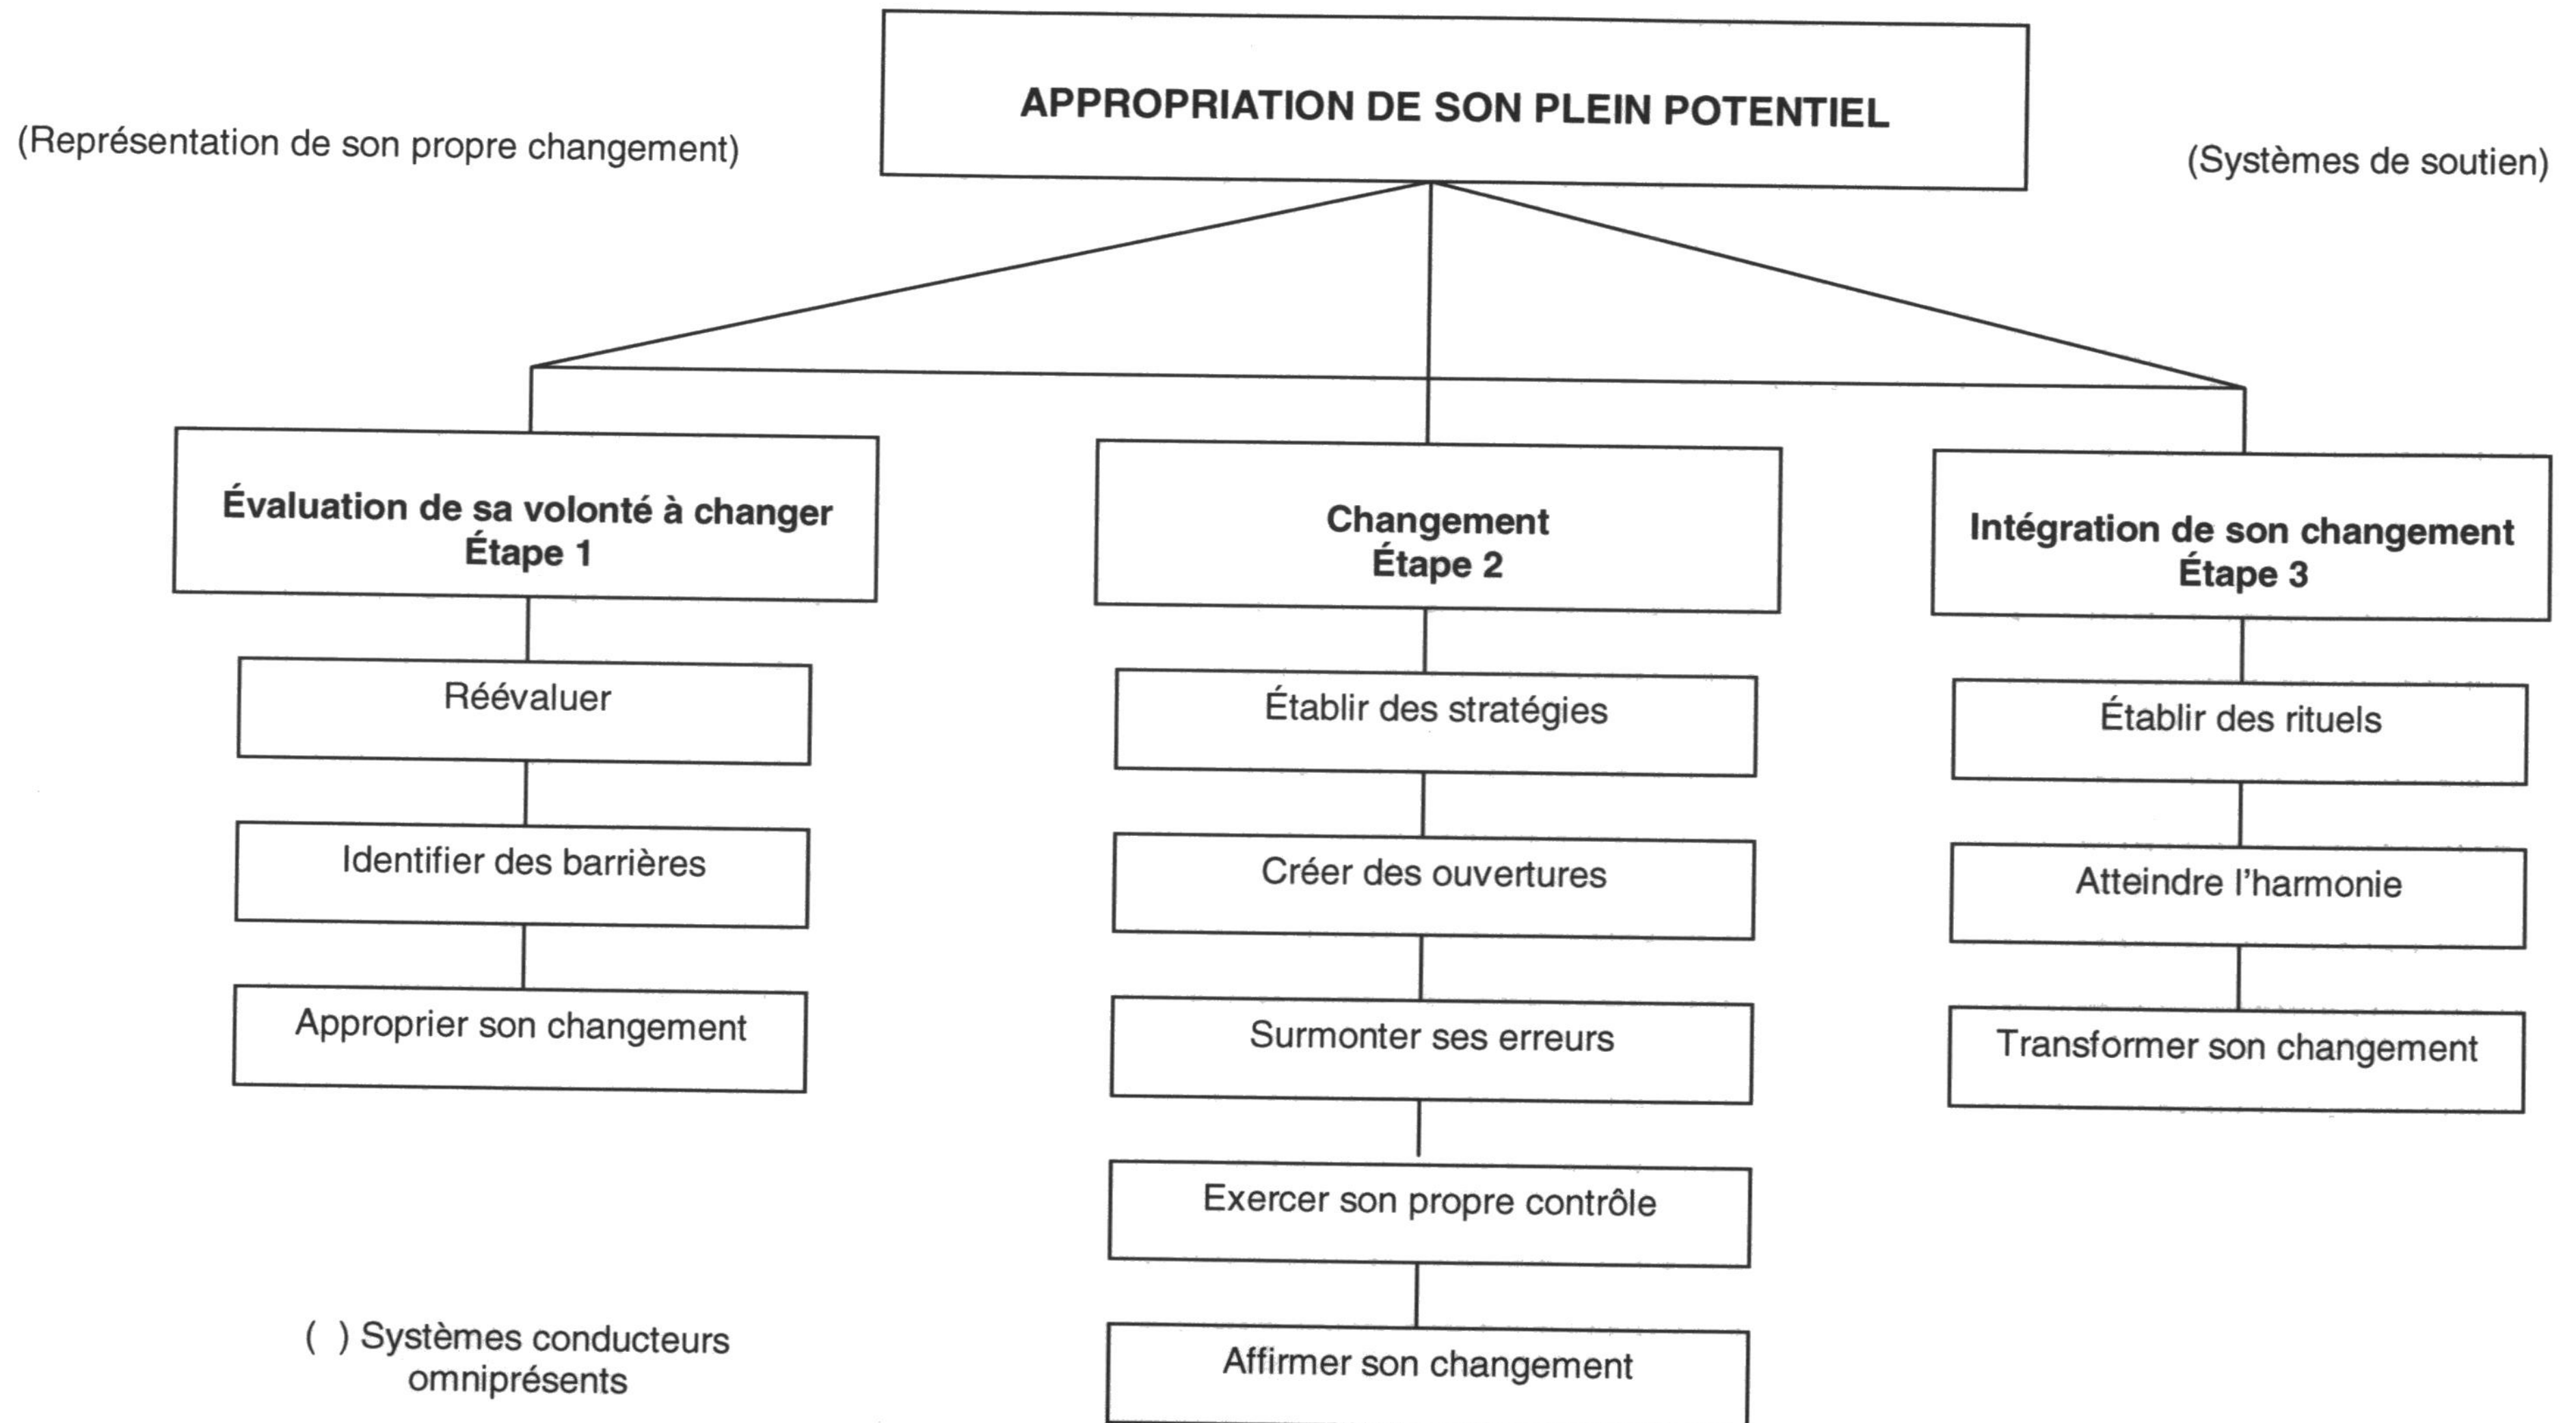 APPROPRIATION DE SON PLEIN POTENTIEL
(Représentation de son propre changement)
(Systèmes de soutien)
Évaluation de sa volonté à changer
Étape 1
Réévaluer
Identifier des barrières
Approprier son changement
Changement
Étape 2
Établir des stratégies
Créer des ouvertures
Surmonter ses erreurs
Exercer son propre contrôle
Affirmer son changement
Intégration de son changement
Étape 3
Établir des rituels
Atteindre l'harmonie
Transformer son changement
( ) Systèmes conducteurs
omniprésents